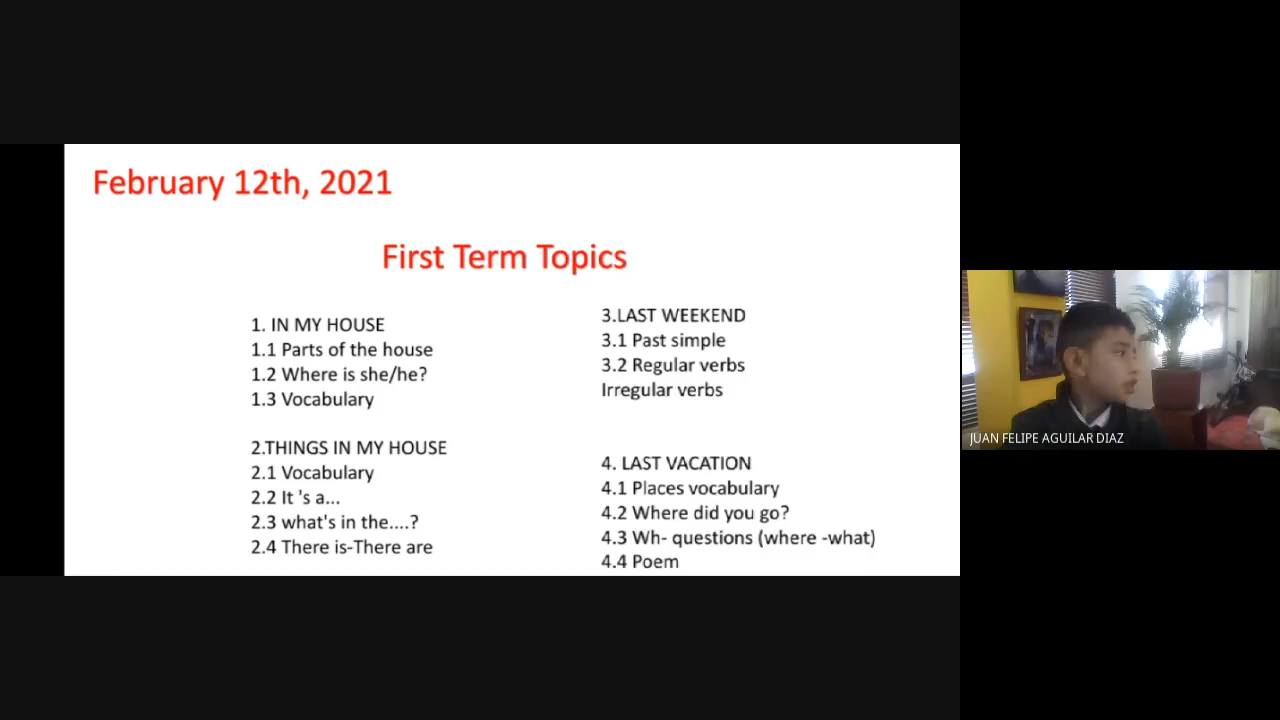 February 12th, 2021
First Term Topics
1. IN MY HOUSE
1.1 Parts of the house
1.2 Where is she/he?
1.3 Vocabulary
2.THINGS IN MY HOUSE
2.1 Vocabulary
2.2 It 's a...
2.3 what's in the....?
2.4 There is-There are
3.LAST WEEKEND
3.1 Past simple
3.2 Regular verbs
Irregular verbs
4. LAST VACATION
4.1 Places vocabulary
4.2 Where did you go?
4.3 Wh- questions (where -what)
4.4 Poem
JUAN FELIPE AGUILAR DIAZ